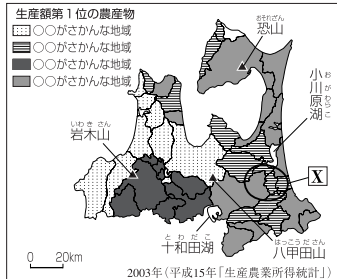 生産額第1位の農産物
○○がさかんな地域
○○がさかんな地域
○○がさかんな地域
○○がさかんな地域
おそれざん
恐山
おがわらこ
小川原湖
いわきさん
岩木山
X
とわだこ
十和田湖
はっこうださん
八甲田山
0 20km
2003年(平成15年「生産農業所得統計」)